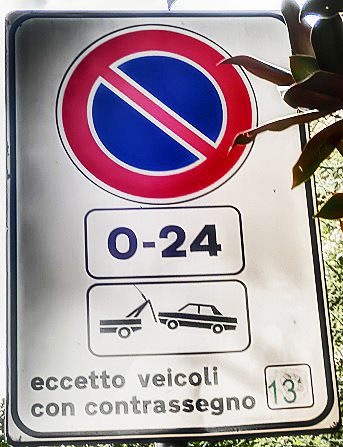 0-24
eccetto veicoli
con contrassegno 13